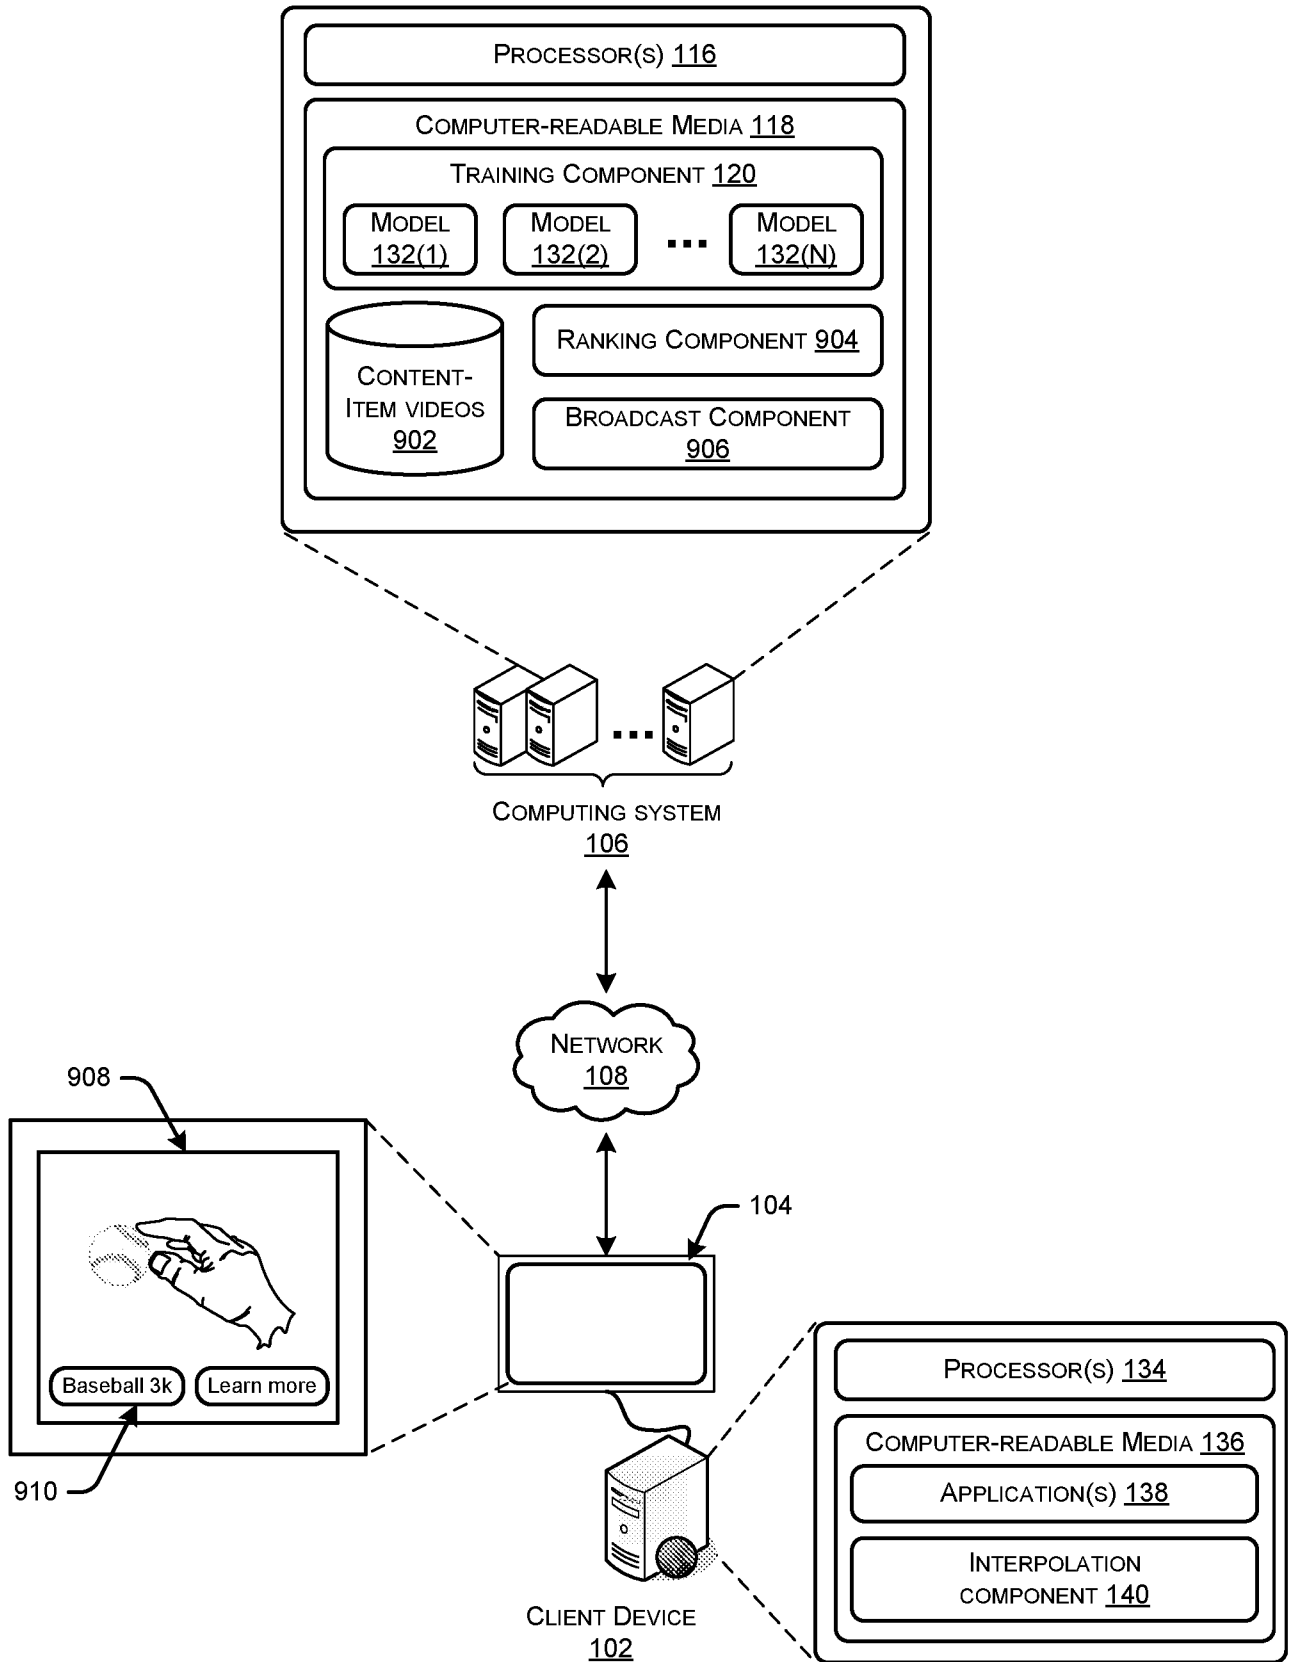 PROCESSOR(S) 116
COMPUTER-READABLE MEDIA 118
TRAINING COMPONENT 120
MODEL
132(1)
MODEL
132(2)
...
MODEL
132(N)
CONTENT-
ITEM VIDEOS
902
RANKING COMPONENT 904
BROADCAST COMPONENT
906
...
COMPUTING SYSTEM
106
NETWORK
108
908
104
Baseball 3k
Learn more
910
PROCESSOR(S) 134
COMPUTER-READABLE MEDIA 136
APPLICATION(S) 138
INTERPOLATION
COMPONENT 140
CLIENT DEVICE
102